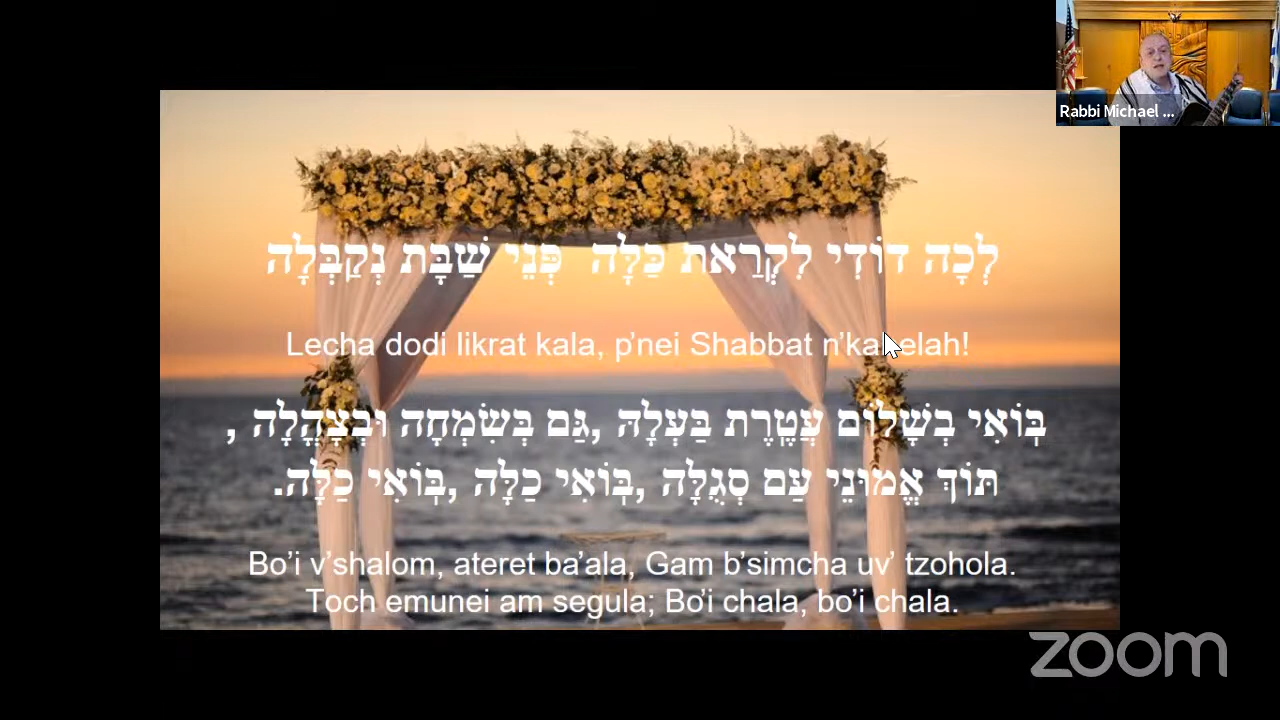 Rabbi Michael ...
לְכָה דוֹדִי לִקְרַאת כַּלָּה פְּנֵי שַׁבָּת נְקַבְּלָה
Lecha dodi likrat kala, p'nei Shabbat n'kabelah!
בּוֹאִי בְשָׁלוֹם עֲטֶרֶת בַּעְלָהּ ,גַּם בְּשִׂמְחָה וּבְצָהֳלָה ,
תּוֹךְ אֱמוּנֵי עַם סְגֻלָּה ,בּוֹאִי כַלָּה ,בּוֹאִי כַלָּה.
Bo'i v'shalom, ateret ba'ala, Gam b'simcha uv' tzohola.
Toch emunei am segula; Bo'i chala, bo'i chala.
zoom